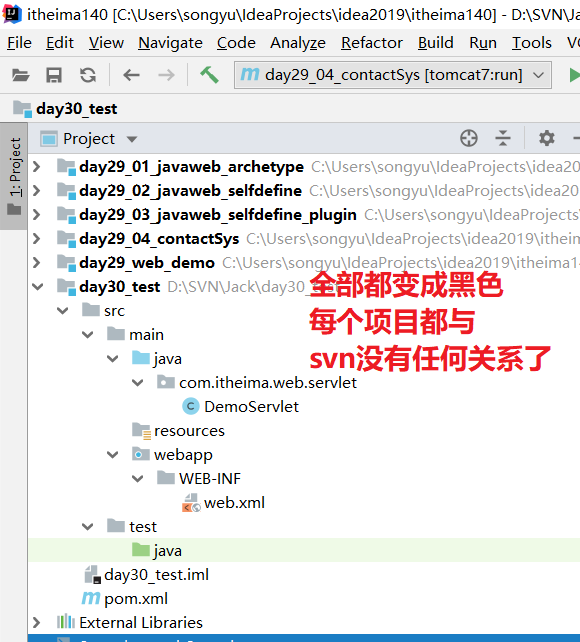 itheima140 [C:\Users\songyu\IdeaProjects\idea2019\itheima140] - D:\SVN\Ja
File Edit View Navigate Code Analyze Refactor Build Run Tools VC
day29_04_contactSys [tomcat7:run]
day30_test
1: Project
Project
day29_01_javaweb_archetype C:\Users\songyu\IdeaProjects\idea20
day29_02_javaweb_selfdefine C:\Users\songyu\IdeaProjects\idea20
day29_03_javaweb_selfdefine_plugin C:\Users\songyu\IdeaProject
day29_04_contactSys C:\Users\songyu\IdeaProjects\idea2019\ithein
day29_web_demo C:\Users\songyu\IdeaProjects\idea2019\itheima1
day30_test D:\SVN\Jack\day30_
全部都变成黑色
每个项目都与
svn没有任何关系了
src
main
java
com.itheima.web.servlet
DemoServlet
resources
webapp
WEB-INF
web.xml
test
java
day30_test.iml
pom.xml
External Libraries